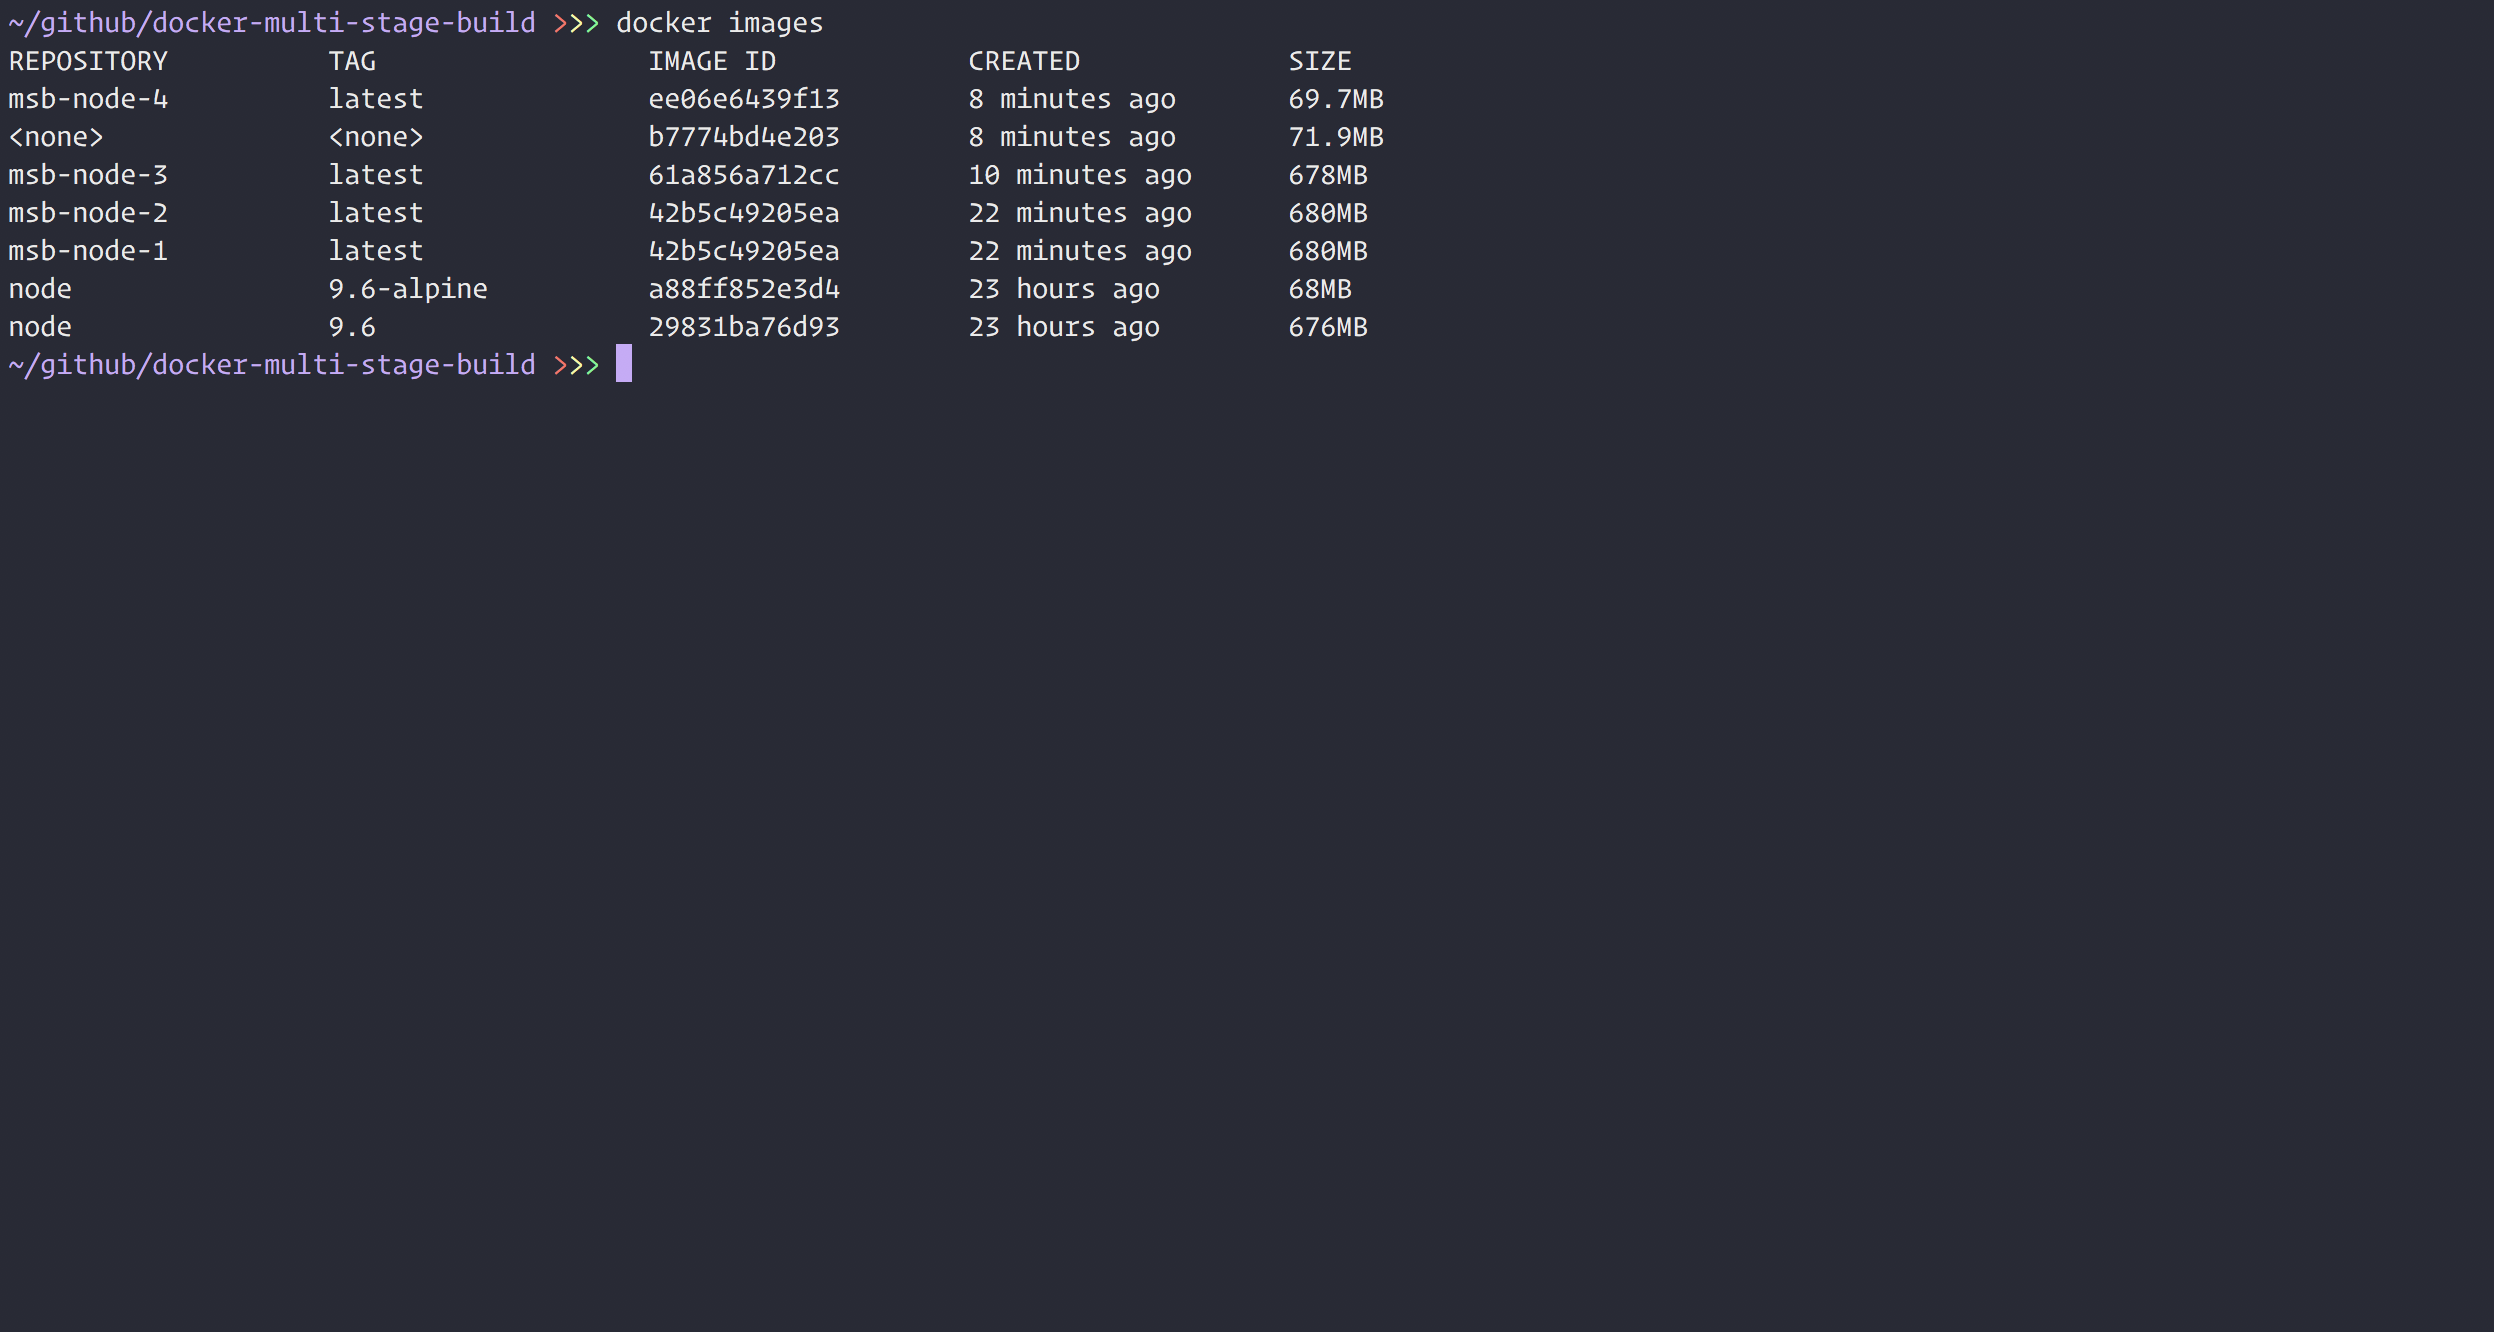 ~/github/docker-multi-stage-build >>> docker images
REPOSITORY          TAG                 IMAGE ID            CREATED             SIZE
msb-node-4          latest              ee06e6439f13        8 minutes ago       69.7MB
<none>              <none>              b7774bd4e203        8 minutes ago       71.9MB
msb-node-3          latest              61a856a712cc        10 minutes ago      678MB
msb-node-2          latest              42b5c49205ea        22 minutes ago      680MB
msb-node-1          latest              42b5c49205ea        22 minutes ago      680MB
node                9.6-alpine          a88ff852e3d4        23 hours ago        68MB
node                9.6                 29831ba76d93        23 hours ago        676MB
~/github/docker-multi-stage-build >>>